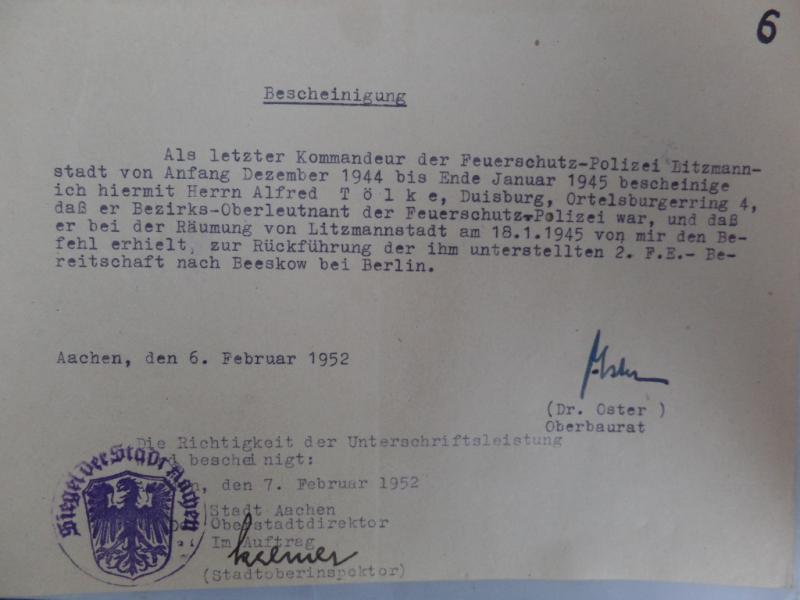 6
Bescheinigung
Als letzter Kommandeur der Feuerschutz-Polizei Litzmann-
stadt von Anfang Dezember 1944 bis Ende Januar 1945 bescheinige
ich hiermit Herrn Alfred T ö l k e, Duisburg, Ortelsburgerring 4,
daß er Bezirks-Oberleutnant der Feuerschutz-Polizei war, und daß
er bei der Räumung von Litzmannstadt am 18.1.1945 von mir den Be-
fehl erhielt, zur Rückführung der ihm unterstellten 2. F.E.- Be-
reitschaft nach Beeskow bei Berlin.
Aachen, den 6. Februar 1952
(Dr. Oster )
Oberbaurat
Die Richtigkeit der Unterschriftsleistung
d bescheinigt:
n, den 7. Februar 1952
Stadt Aachen
Oberstadtdirektor
Im Auftrag
(Stadtoberinspektor)
Siegel der Stadt Aachen